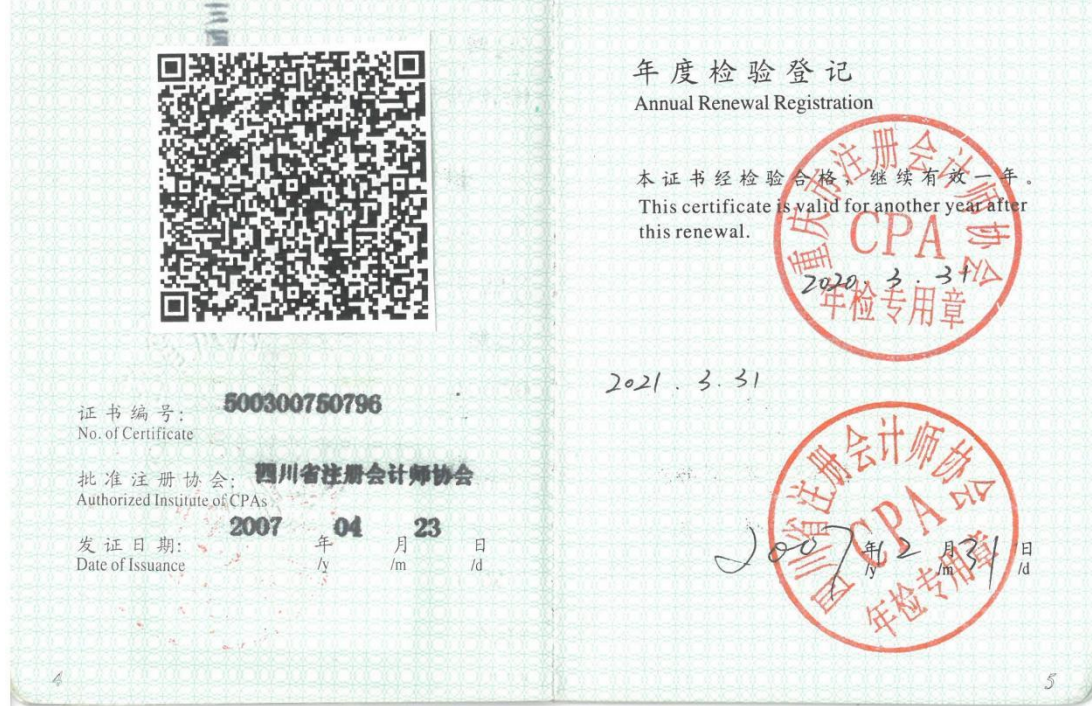 证书编号: 500300750796
No. of Certificate
批准注册协会: 四川省注册会计师协会
Authorized Institute of CPAs
发证日期: 2007 年 04 月 23 日
Date of Issuance /y /m /d
4
年度检验登记
Annual Renewal Registration
本证书经检验合格,继续有效一年。
This certificate is valid for another year after
this renewal.
重庆市注册会计师协会
CPA
2020. 3. 31
年检专用章
2021. 3. 31
四川省注册会计师协会
CPA
2007 年 12 月 31 日
/y /m /d
年检专用章
5